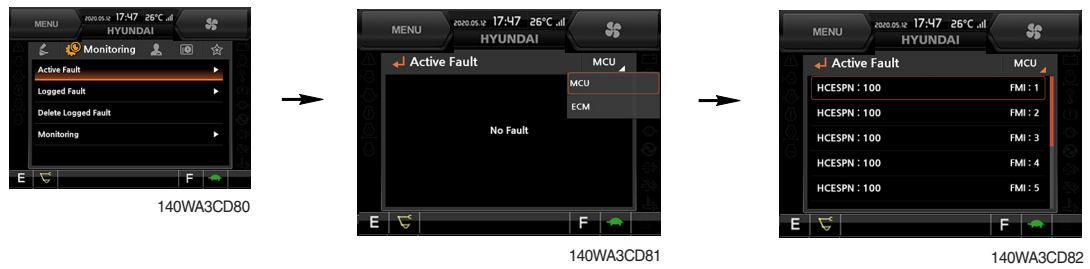 MENU
2020.05.12 17:47 26°C
HYUNDAI
Monitoring
Active Fault
Logged Fault
Delete Logged Fault
Monitoring
E
F
140WA3CD80
MENU
2020.05.12 17:47 26°C
HYUNDAI
Active Fault MCU
MCU
ECM
No Fault
E
F
140WA3CD81
MENU
2020.05.12 17:47 26°C
HYUNDAI
Active Fault MCU
HCESPN : 100 FMI : 1
HCESPN : 100 FMI : 2
HCESPN : 100 FMI : 3
HCESPN : 100 FMI : 4
HCESPN : 100 FMI : 5
E
F
140WA3CD82